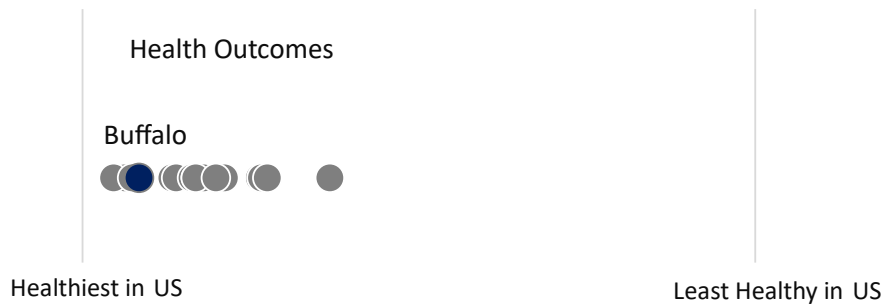 Health Outcomes
Buffalo
Healthiest in US
Least Healthy in US